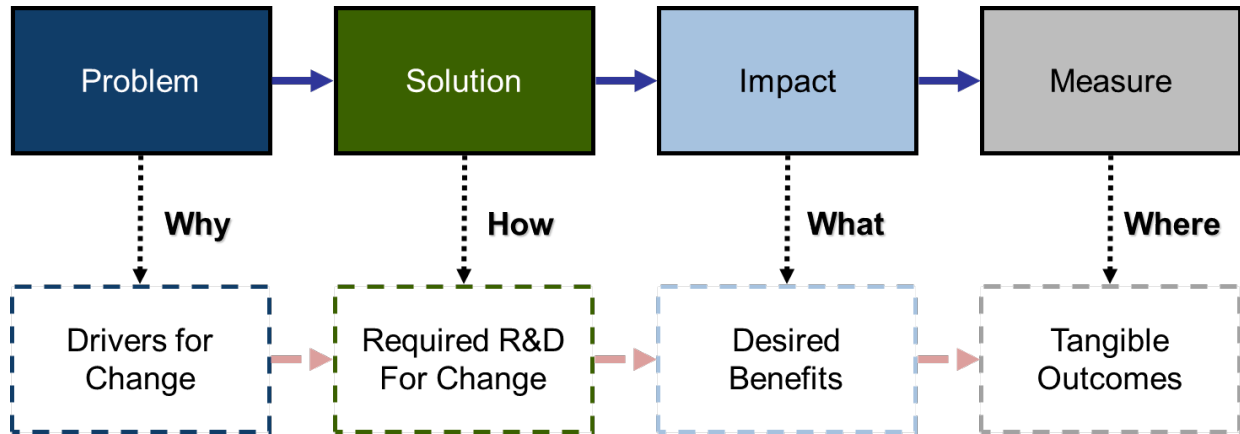 Problem
Solution
Impact
Measure
Why
How
What
Where
Drivers for
Change
Required R&D
For Change
Desired
Benefits
Tangible
Outcomes